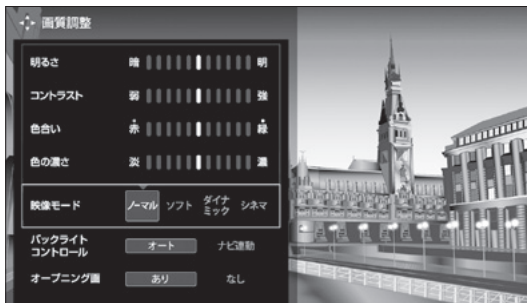 画質調整
明るさ 暗 明
コントラスト 弱 強
色合い 赤 緑
色の濃さ 淡 濃
映像モード ノーマル ソフト ダイナミック シネマ
バックライトコントロール オート ナビ連動
オープニング画 あり なし